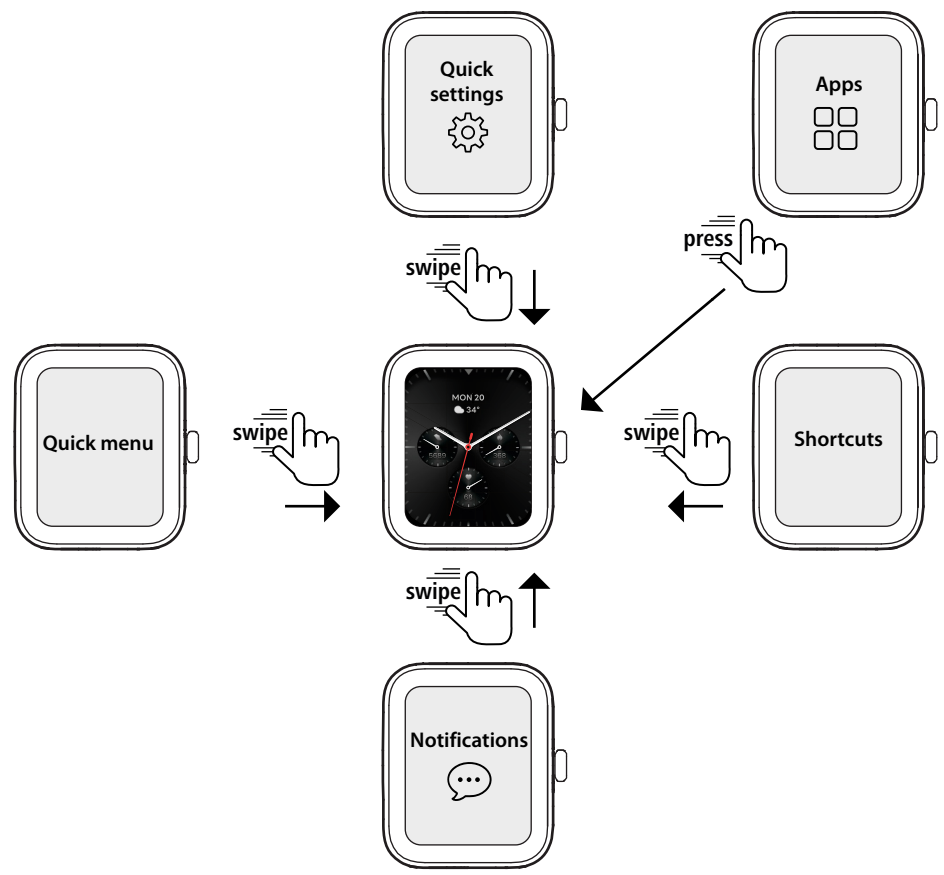 Quick
settings
Apps
press
swipe
Quick menu
swipe
MON 20
34°
swipe
Shortcuts
swipe
Notifications